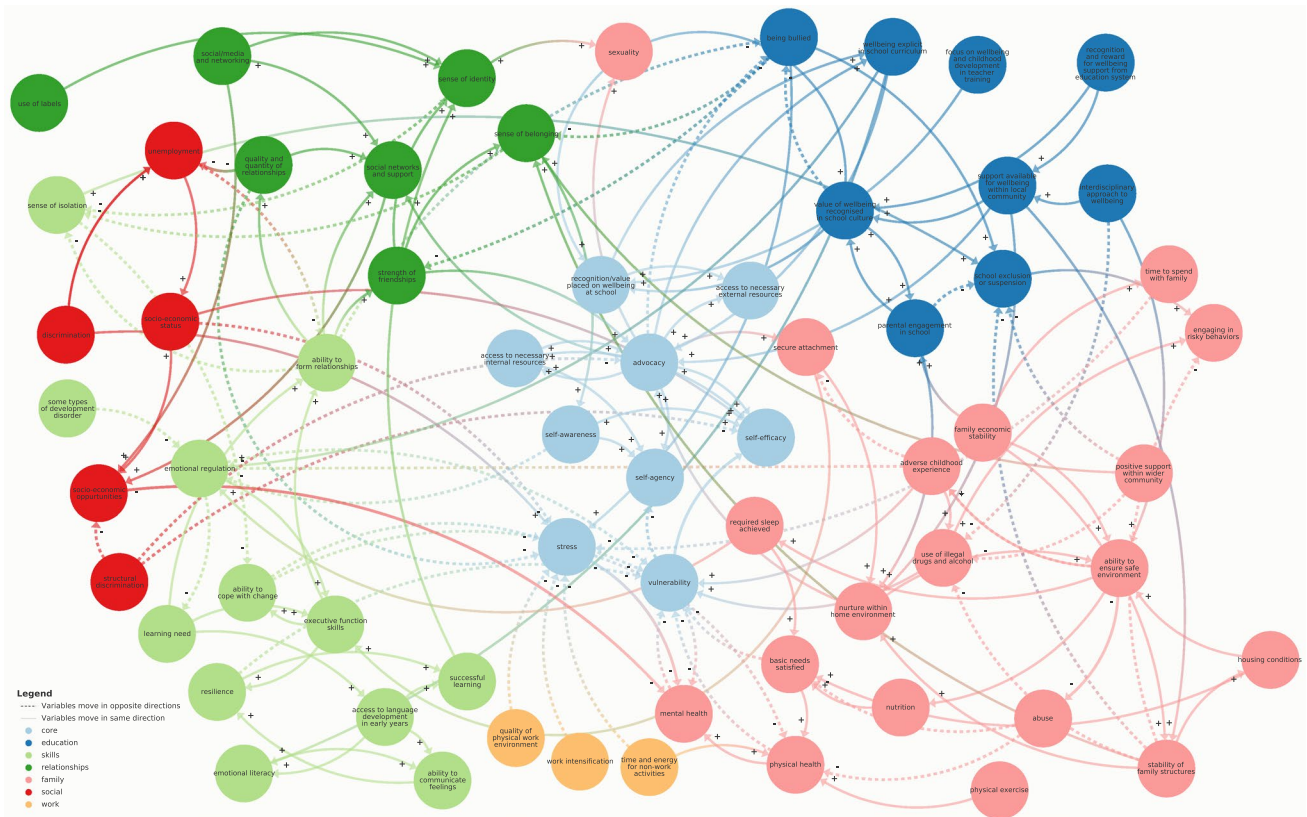 being bullied
social/media
and networking
sexuality
wellbeing explicit
in school curriculum
focus on wellbeing
and childhood
development
in teacher
training
recognition
and reward
for wellbeing
support from
education system
sense of identity
use of labels
sense of belonging
unemployment
quality and
quantity of
relationships
social networks
and support
support available
for wellbeing
within local
community
interdisciplinary
approach to
wellbeing
sense of isolation
value of wellbeing
recognised
in school culture
strength of
friendships
recognition/value
placed on wellbeing
at school
access to necessary
external resources
school exclusion
or suspension
time to spend
with family
socio-economic
status
discrimination
parental engagement
in school
engaging in
risky behaviors
ability to
form relationships
access to necessary
internal resources
advocacy
secure attachment
some types
of development
disorder
self-awareness
self-efficacy
family economic
stability
emotional regulation
adverse childhood
experience
positive support
within wider
community
self-agency
socio-economic
oppurtunities
required sleep
achieved
stress
use of illegal
drugs and alcohol
ability to
ensure safe
environment
structural
discrimination
vulnerability
ability to
cope with change
nurture within
home environment
executive function
skills
learning need
basic needs
satisfied
housing conditions
resilience
successful
learning
Legend
Variables move in opposite directions
Variables move in same direction
core
education
skills
relationships
family
social
work
access to language
development
in early years
mental health
nutrition
abuse
quality of
physical work
environment
work intensification
time and energy
for non-work
activities
physical health
stability of
family structures
emotional literacy
ability to
communicate
feelings
physical exercise